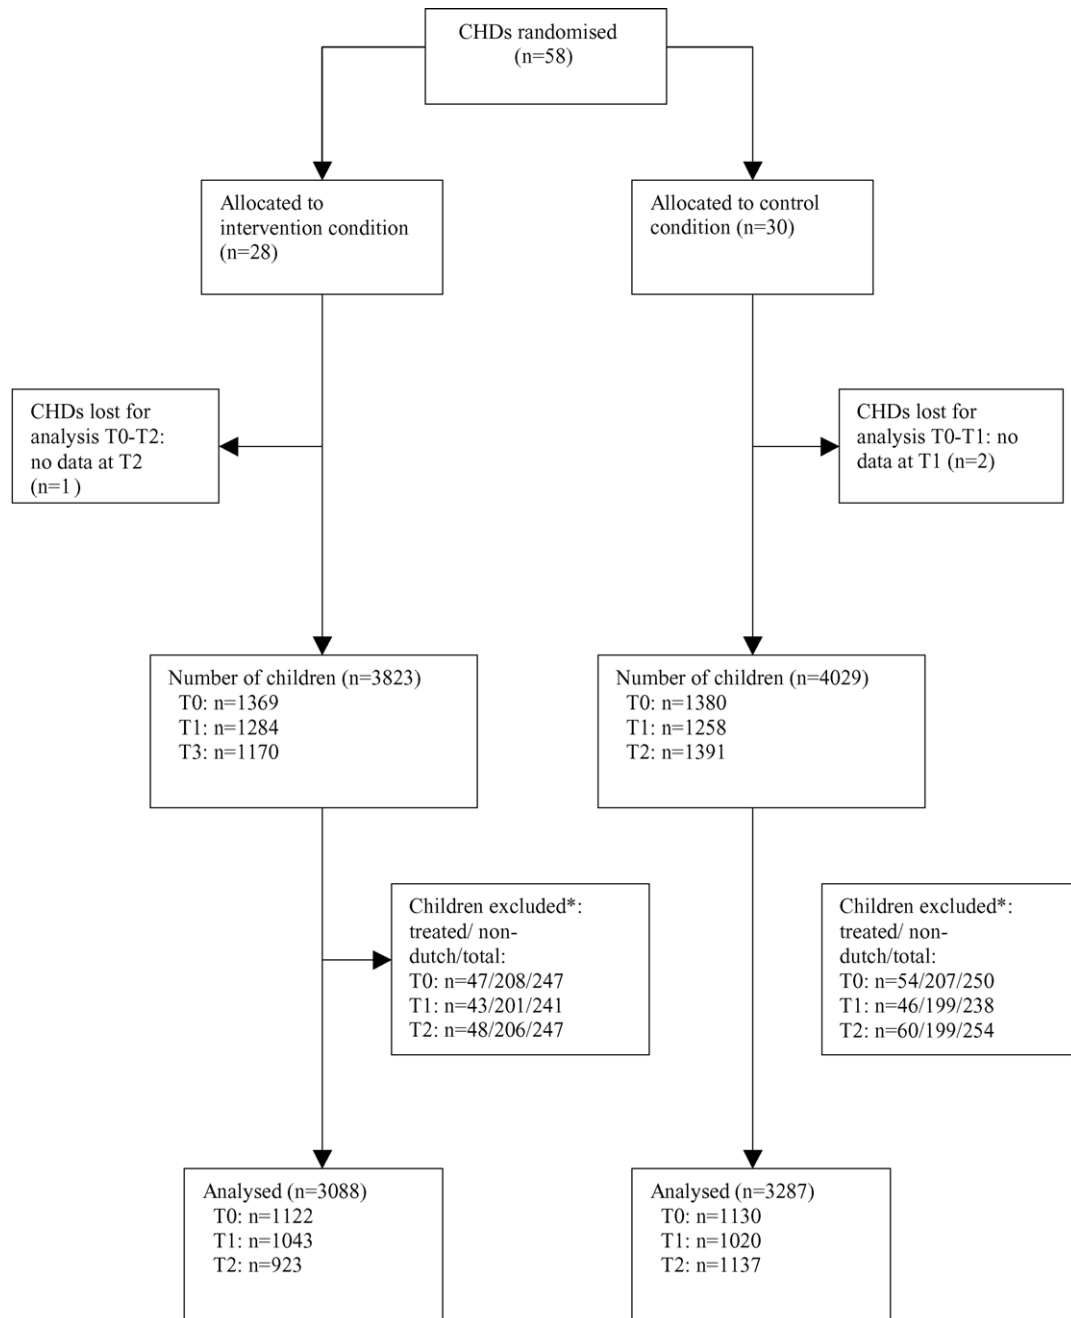 CHDs randomised
(n=58)
Allocated to
intervention condition
(n=28)
Allocated to control
condition (n=30)
CHDs lost for
analysis T0-T2:
no data at T2
(n=1 )
CHDs lost for
analysis T0-T1: no
data at T1 (n=2)
Number of children (n=3823)
T0: n=1369
T1: n=1284
T3: n=1170
Number of children (n=4029)
T0: n=1380
T1: n=1258
T2: n=1391
Children excluded*:
treated/ non-
dutch/total:
T0: n=47/208/247
T1: n=43/201/241
T2: n=48/206/247
Children excluded*:
treated/ non-
dutch/total:
T0: n=54/207/250
T1: n=46/199/238
T2: n=60/199/254
Analysed (n=3088)
T0: n=1122
T1: n=1043
T2: n=923
Analysed (n=3287)
T0: n=1130
T1: n=1020
T2: n=1137